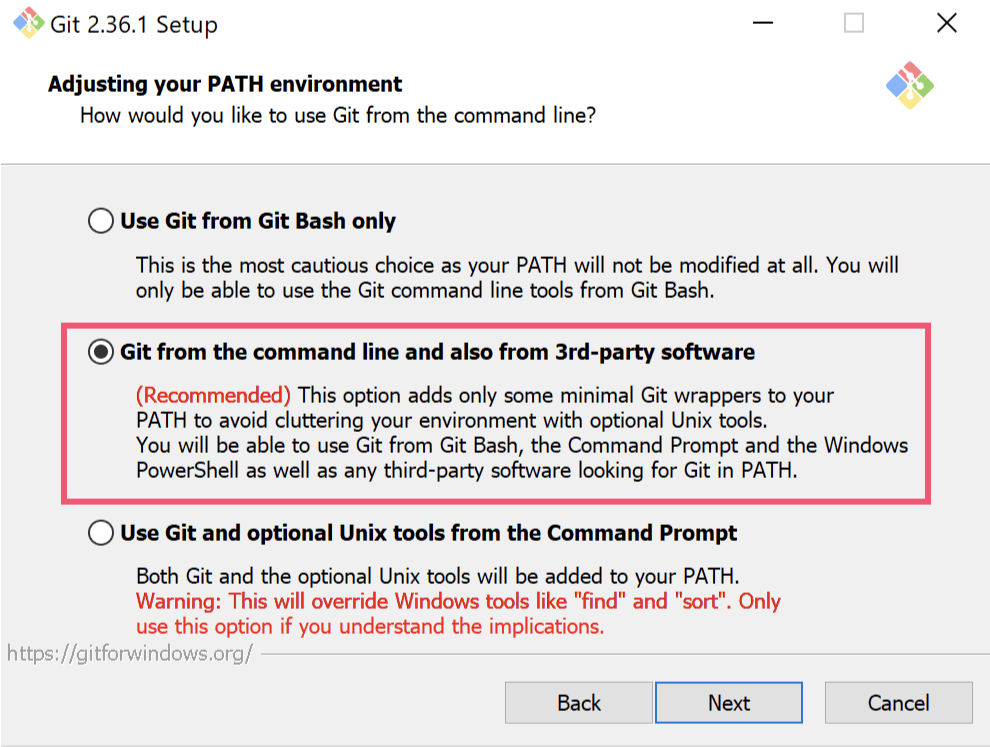 Git 2.36.1 Setup
Adjusting your PATH environment
How would you like to use Git from the command line?
Use Git from Git Bash only
This is the most cautious choice as your PATH will not be modified at all. You will
only be able to use the Git command line tools from Git Bash.
Git from the command line and also from 3rd-party software
(Recommended) This option adds only some minimal Git wrappers to your
PATH to avoid cluttering your environment with optional Unix tools.
You will be able to use Git from Git Bash, the Command Prompt and the Windows
PowerShell as well as any third-party software looking for Git in PATH.
Use Git and optional Unix tools from the Command Prompt
Both Git and the optional Unix tools will be added to your PATH.
Warning: This will override Windows tools like "find" and "sort". Only
use this option if you understand the implications.
https://gitforwindows.org/
Back Next Cancel